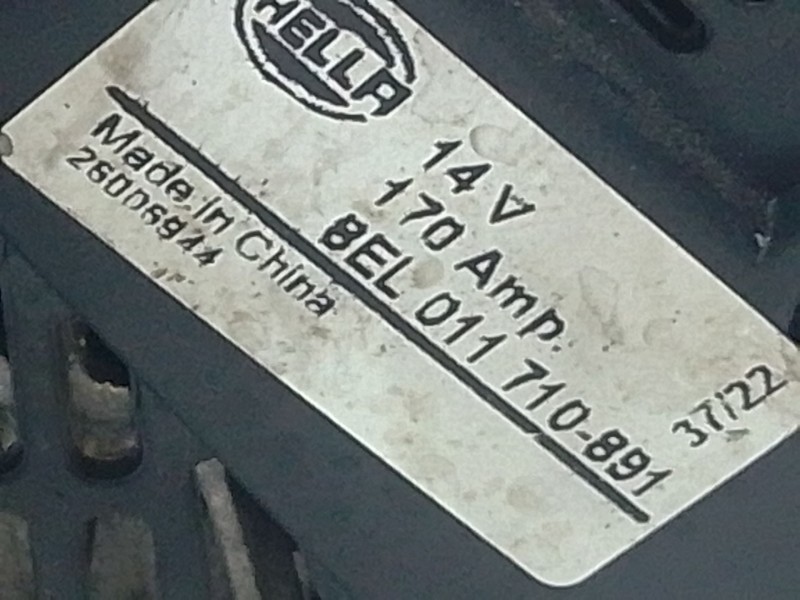 HELLA
14 V
170 Amp.
8EL 011 710-891
37/22
Made in China
26006944